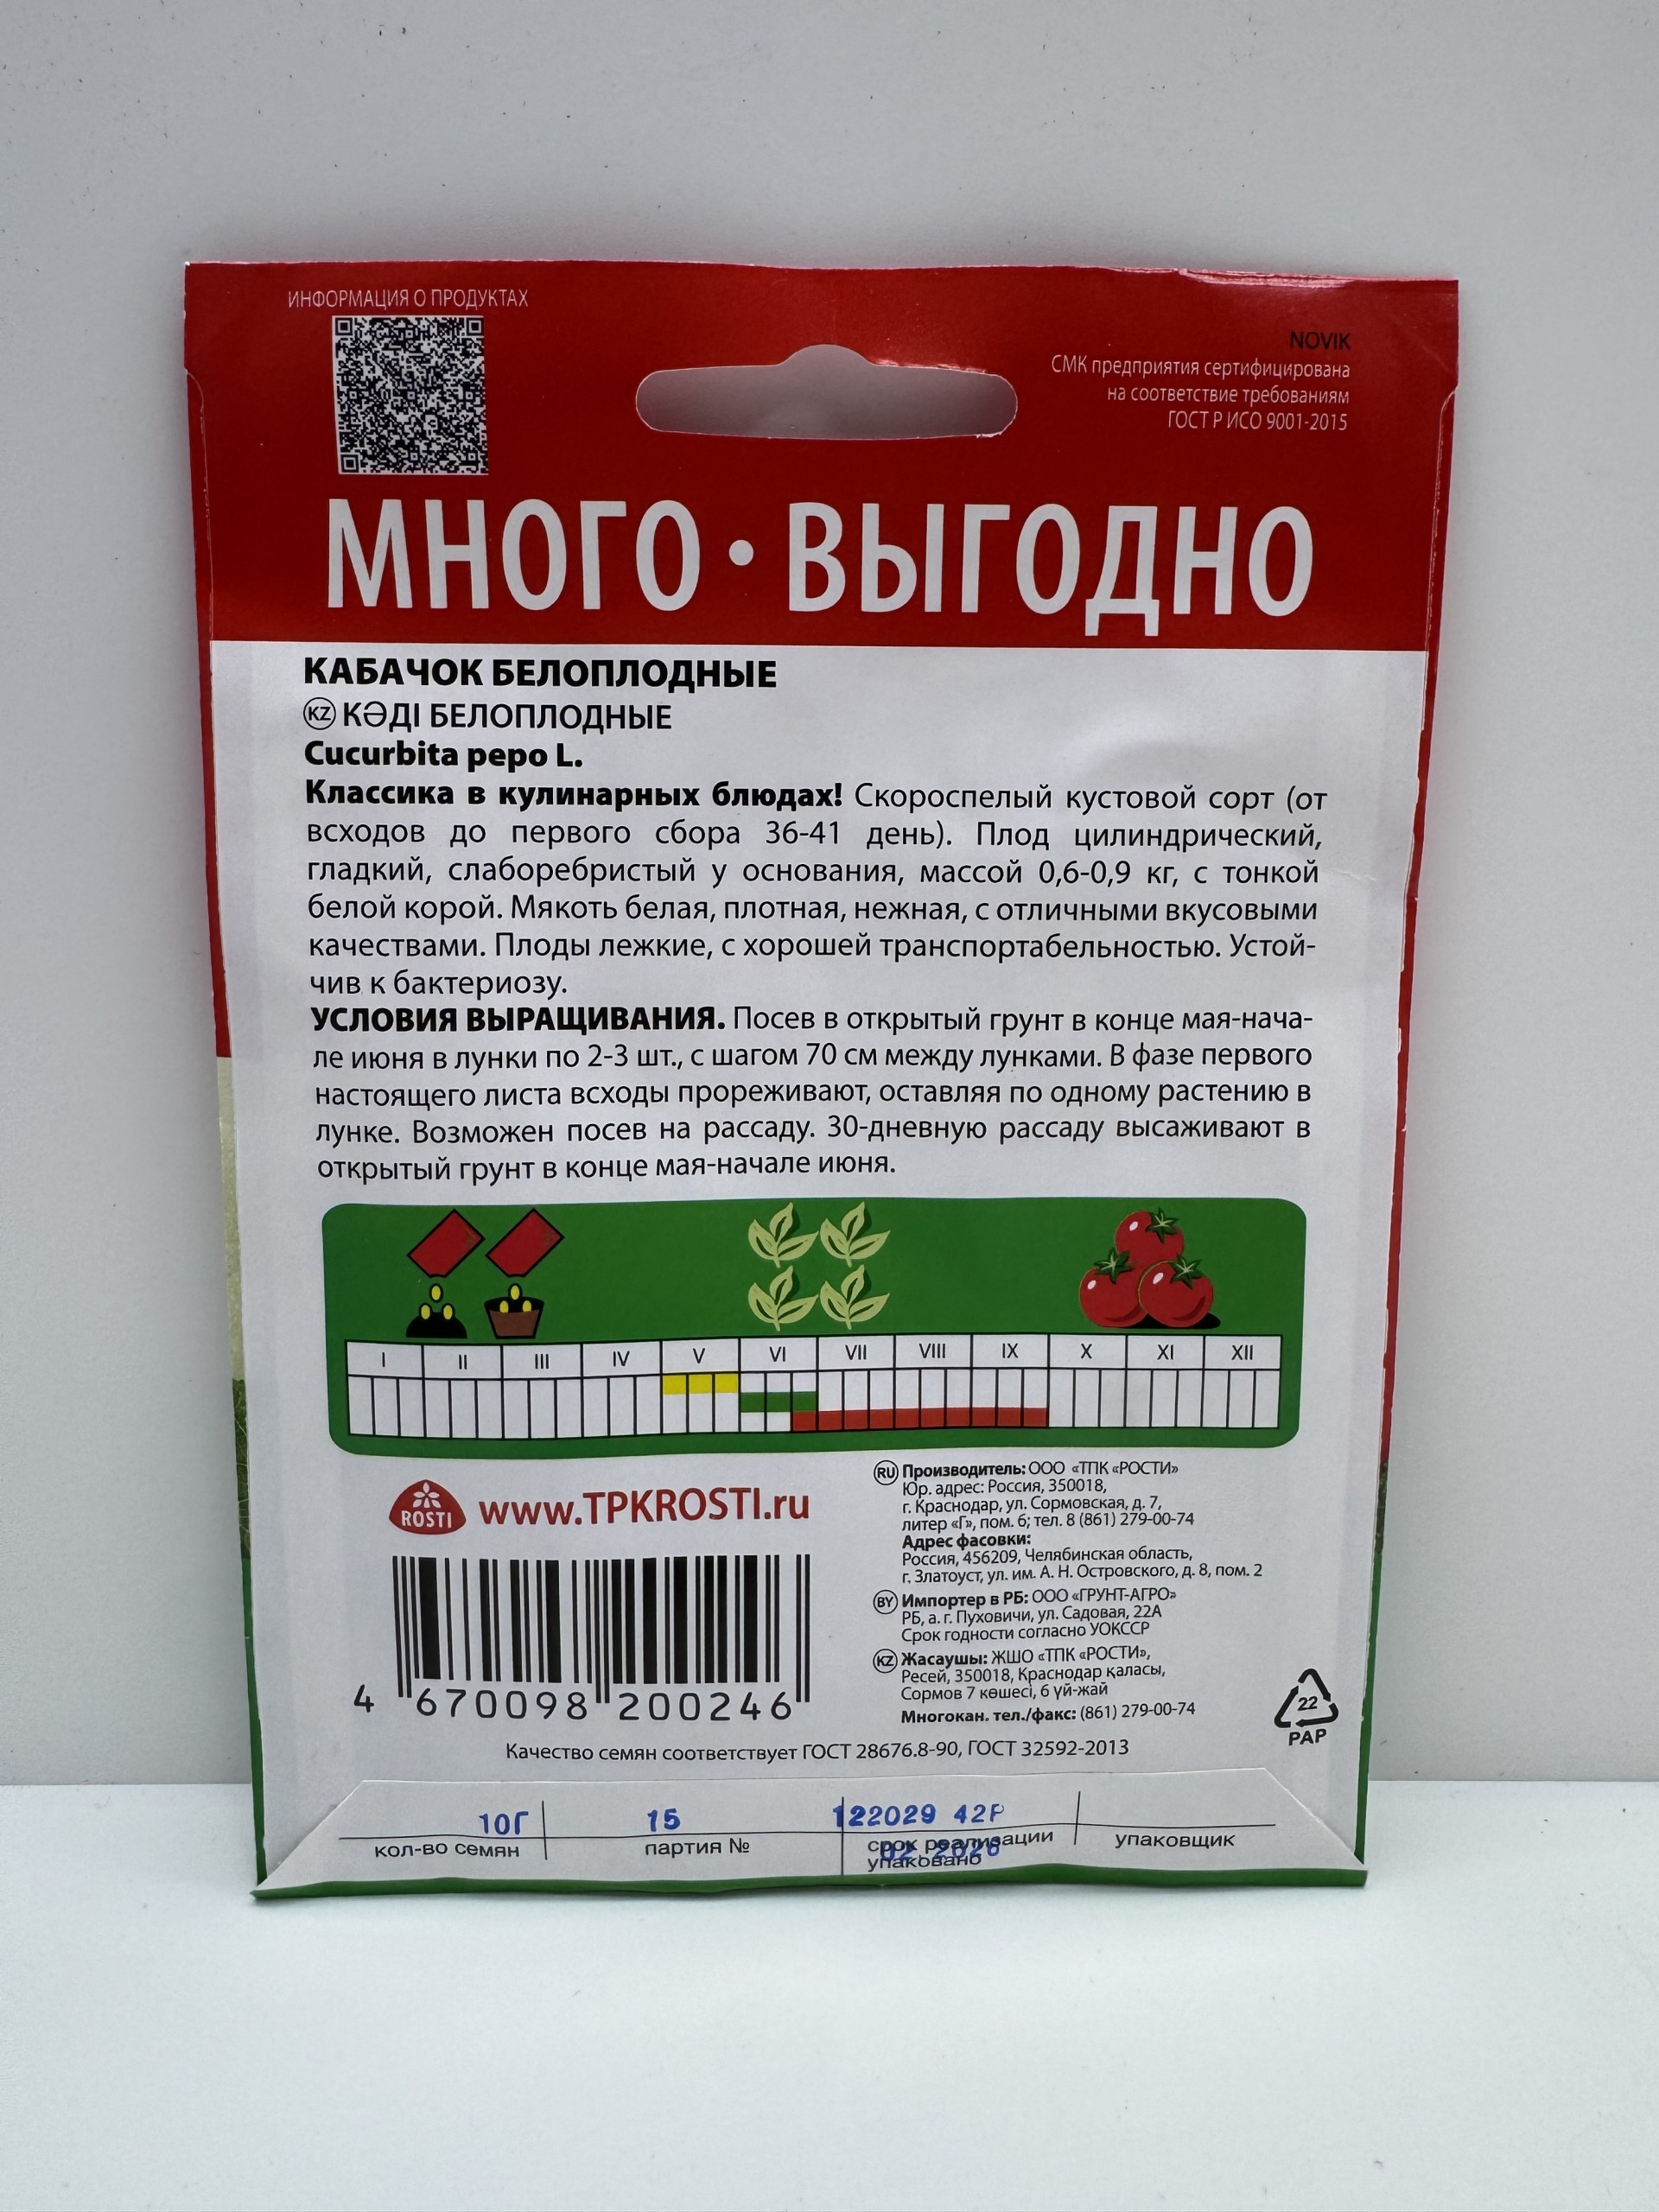 ИНФОРМАЦИЯ О ПРОДУКТАХ
NOVIK
СМК предприятия сертифицирована
на соответствие требованиям
ГОСТ Р ИСО 9001-2015
МНОГО · ВЫГОДНО
КАБАЧОК БЕЛОПЛОДНЫЕ
KZ КӘДІ БЕЛОПЛОДНЫЕ
Cucurbita pepo L.
Классика в кулинарных блюдах! Скороспелый кустовой сорт (от
всходов до первого сбора 36-41 день). Плод цилиндрический,
гладкий, слаборебристый у основания, массой 0,6-0,9 кг, с тонкой
белой корой. Мякоть белая, плотная, нежная, с отличными вкусовыми
качествами. Плоды лежкие, с хорошей транспортабельностью. Устой-
чив к бактериозу.
УСЛОВИЯ ВЫРАЩИВАНИЯ. Посев в открытый грунт в конце мая-нача-
ле июня в лунки по 2-3 шт., с шагом 70 см между лунками. В фазе первого
настоящего листа всходы прореживают, оставляя по одному растению в
лунке. Возможен посев на рассаду. 30-дневную рассаду высаживают в
открытый грунт в конце мая-начале июня.
I II III IV V VI VII VIII IX X XI XII
ROSTI www.TPKROSTI.ru
4 670098 200246
RU Производитель: ООО «ТПК «РОСТИ»
Юр. адрес: Россия, 350018,
г. Краснодар, ул. Сормовская, д. 7,
литер «Г», пом. 6; тел. 8 (861) 279-00-74
Адрес фасовки:
Россия, 456209, Челябинская область,
г. Златоуст, ул. им. А. Н. Островского, д. 8, пом. 2
BY Импортер в РБ: ООО «ГРУНТ-АГРО»
РБ, а. г. Пуховичи, ул. Садовая, 22А
Срок годности согласно УОКССР
KZ Жасаушы: ЖШО «ТПК «РОСТИ»,
Ресей, 350018, Краснодар қаласы,
Сормов 7 көшесі, 6 үй-жай
Многокан. тел./факс: (861) 279-00-74
22
PAP
Качество семян соответствует ГОСТ 28676.8-90, ГОСТ 32592-2013
10Г 15 122029 42Р
кол-во семян партия № срок реализации упаковщик
02 2026
упаковано